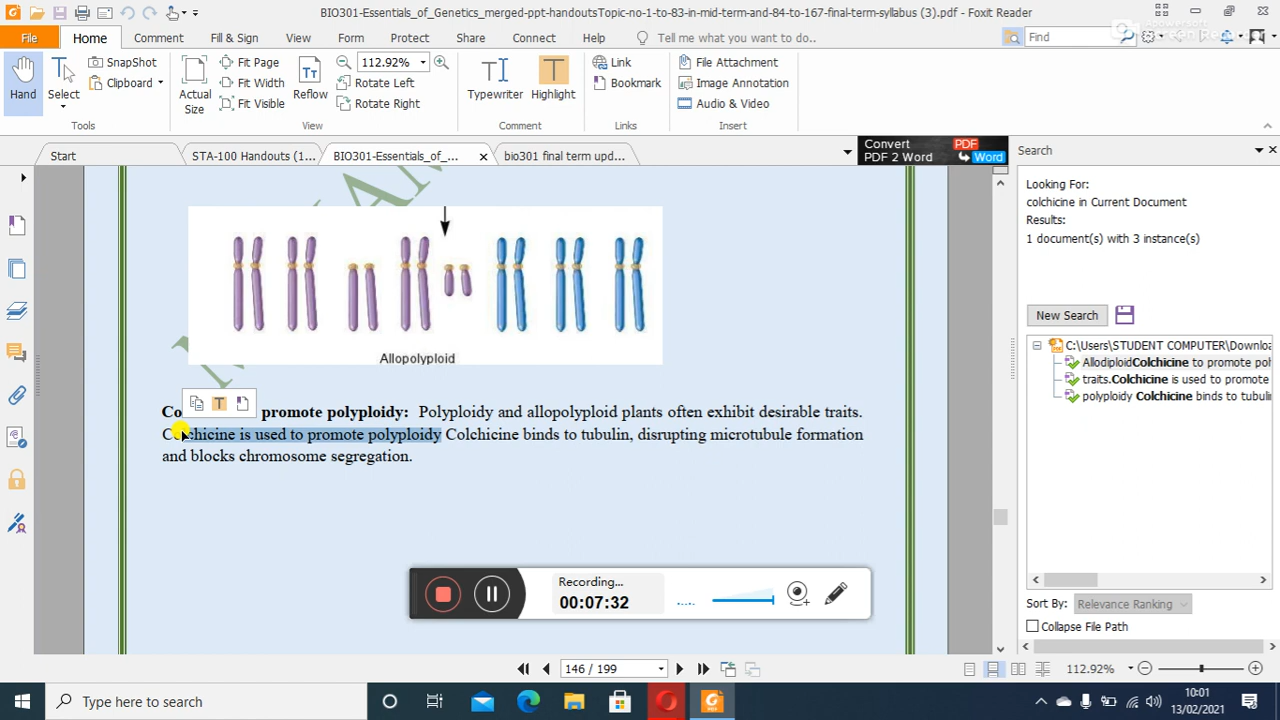 BIO301-Essentials_of_Genetics_merged-ppt-handoutsTopic-no-1-to-83-in-mid-term-and-84-to-167-final-term-syllabus (3).pdf - Foxit Reader
File Home Comment Fill & Sign View Form Protect Share Connect Help Tell me what you want to do.. Find
SnapShot Fit Page 112.92% Link File Attachment
Clipboard Fit Width Rotate Left Bookmark Image Annotation
Hand Select Actual Size Fit Visible Reflow Rotate Right Typewriter Highlight Audio & Video
Tools View Comment Links Insert
Start STA-100 Handouts (1... BIO301-Essentials_of_... bio301 final term upd...
Convert PDF
PDF 2 Word Word
Search
Looking For:
colchicine in Current Document
Results:
1 document(s) with 3 instance(s)
New Search
C:\Users\STUDENT COMPUTER\Downloa
AllodiploidColchicine to promote pol
traits.Colchicine is used to promote
polyploidy Colchicine binds to tubulin
Sort By: Relevance Ranking
Collapse File Path
Allopolyploid
Co promote polyploidy: Polyploidy and allopolyploid plants often exhibit desirable traits.
Colchicine is used to promote polyploidy Colchicine binds to tubulin, disrupting microtubule formation
and blocks chromosome segregation.
Recording...
00:07:32
146 / 199 112.92%
Type here to search
10:01
13/02/2021